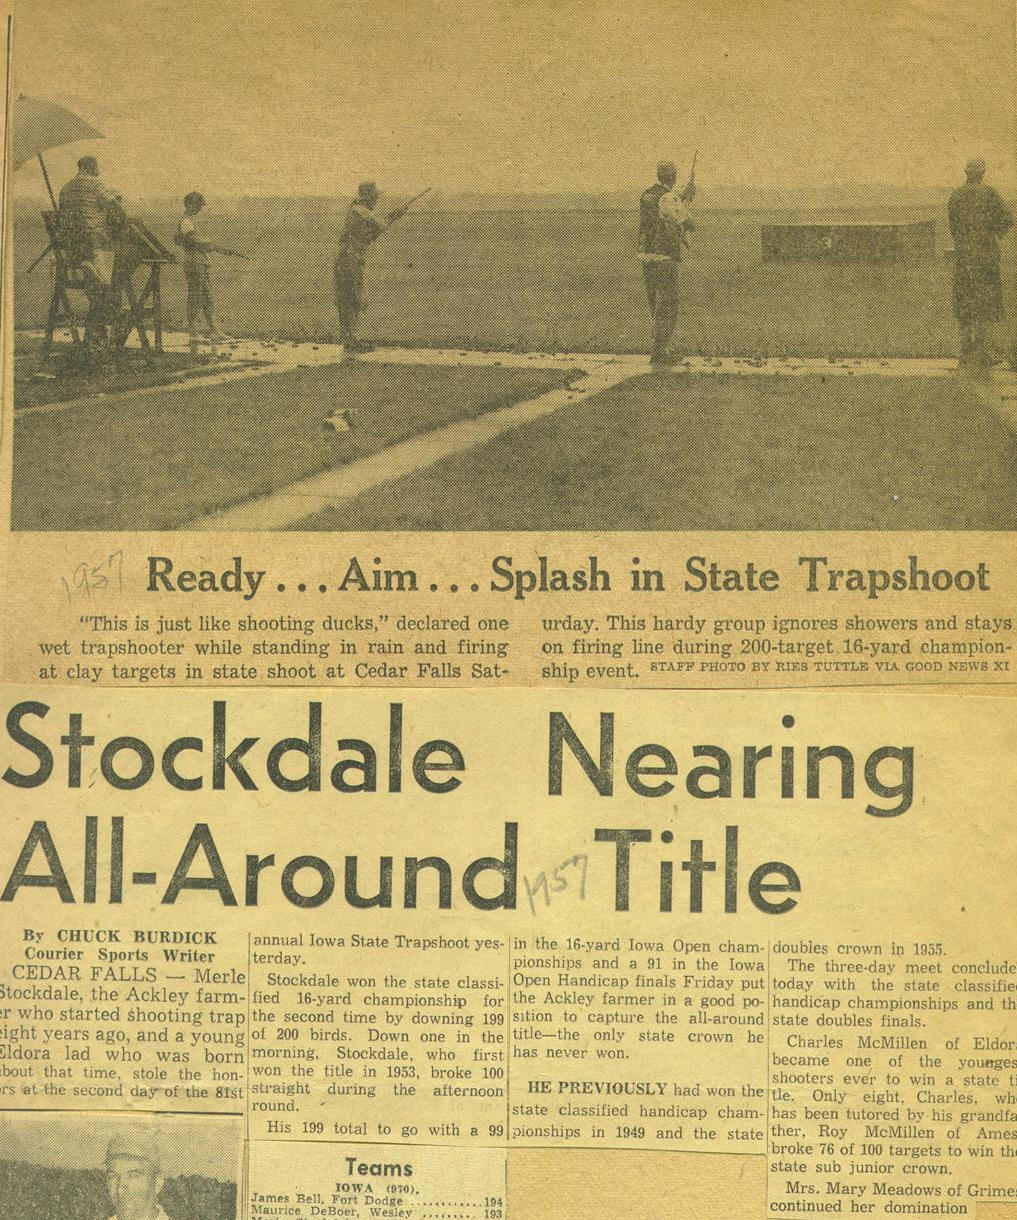 1957
Ready . . . Aim . . . Splash in State Trapshoot
"This is just like shooting ducks," declared one
wet trapshooter while standing in rain and firing
at clay targets in state shoot at Cedar Falls Sat-
urday. This hardy group ignores showers and stays
on firing line during 200-target 16-yard champion-
ship event. STAFF PHOTO BY RIES TUTTLE VIA GOOD NEWS XI
Stockdale Nearing
All-Around Title
1957
By CHUCK BURDICK
Courier Sports Writer
CEDAR FALLS — Merle
Stockdale, the Ackley farm-
er who started shooting trap
eight years ago, and a young
Eldora lad who was born
about that time, stole the hon-
ors at the second day of the 81st
annual Iowa State Trapshoot yes-
terday.
Stockdale won the state classi-
fied 16-yard championship for
the second time by downing 199
of 200 birds. Down one in the
morning, Stockdale, who first
won the title in 1953, broke 100
straight during the afternoon
round.
His 199 total to go with a 99
in the 16-yard Iowa Open cham-
pionships and a 91 in the Iowa
Open Handicap finals Friday put
the Ackley farmer in a good po-
sition to capture the all-around
title—the only state crown he
has never won.
HE PREVIOUSLY had won the
state classified handicap cham-
pionships in 1949 and the state
doubles crown in 1955.
The three-day meet conclude
today with the state classified
handicap championships and th
state doubles finals.
Charles McMillen of Eldor
became one of the younges
shooters ever to win a state ti
tle. Only eight, Charles, wh
has been tutored by his grandfa
ther, Roy McMillen of Ames
broke 76 of 100 targets to win the
state sub junior crown.
Mrs. Mary Meadows of Grimes
continued her domination
Teams
IOWA (970).
James Bell, Fort Dodge ........... 194
Maurice DeBoer, Wesley ........ 193